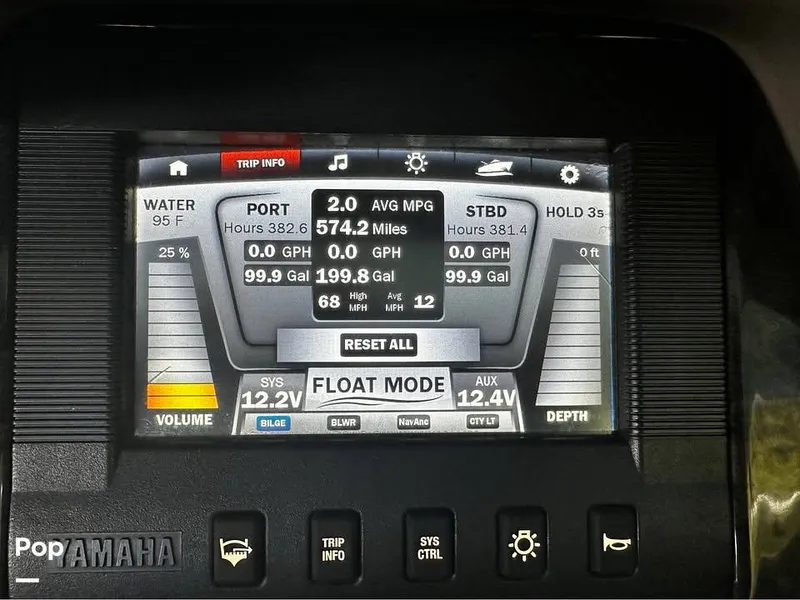 TRIP INFO
WATER
95 F
25 %
VOLUME
PORT
Hours 382.6
0.0 GPH
99.9 Gal
2.0 AVG MPG
574.2 Miles
0.0 GPH
199.8 Gal
68 High MPH Avg MPH 12
STBD
Hours 381.4
0.0 GPH
99.9 Gal
HOLD 3s
0 ft
DEPTH
RESET ALL
SYS
12.2V
FLOAT MODE
AUX
12.4V
BILGE
BLWR
NavAnc
CTY LT
Pop
YAMAHA
TRIP
INFO
SYS
CTRL